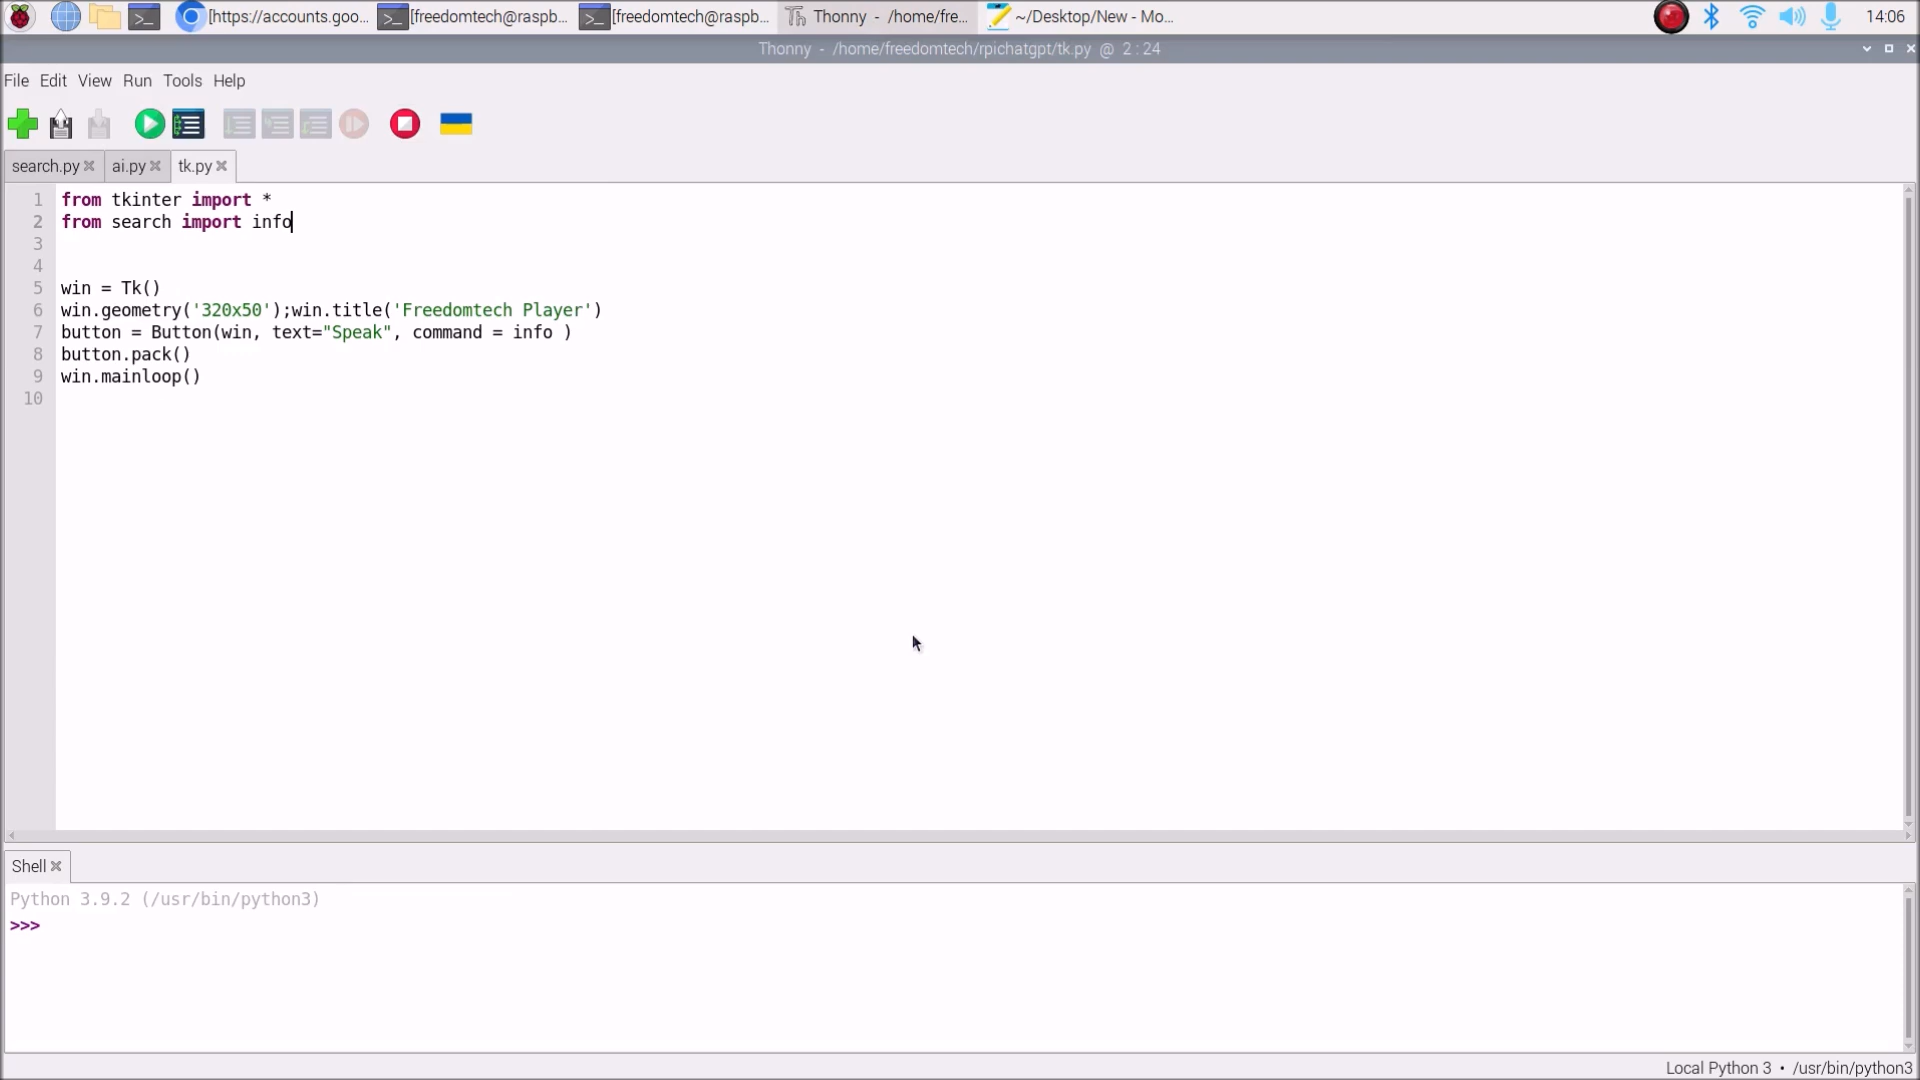 [https://accounts.goo... [freedomtech@raspb... [freedomtech@raspb... Thonny - /home/fre... ~/Desktop/New - Mo... 14:06
Thonny - /home/freedomtech/rpichatgpt/tk.py @ 2 : 24
File Edit View Run Tools Help
search.py ai.py tk.py
1 from tkinter import *
2 from search import info
3
4
5 win = Tk()
6 win.geometry('320x50');win.title('Freedomtech Player')
7 button = Button(win, text="Speak", command = info )
8 button.pack()
9 win.mainloop()
10
Shell
Python 3.9.2 (/usr/bin/python3)
>>>
Local Python 3 • /usr/bin/python3